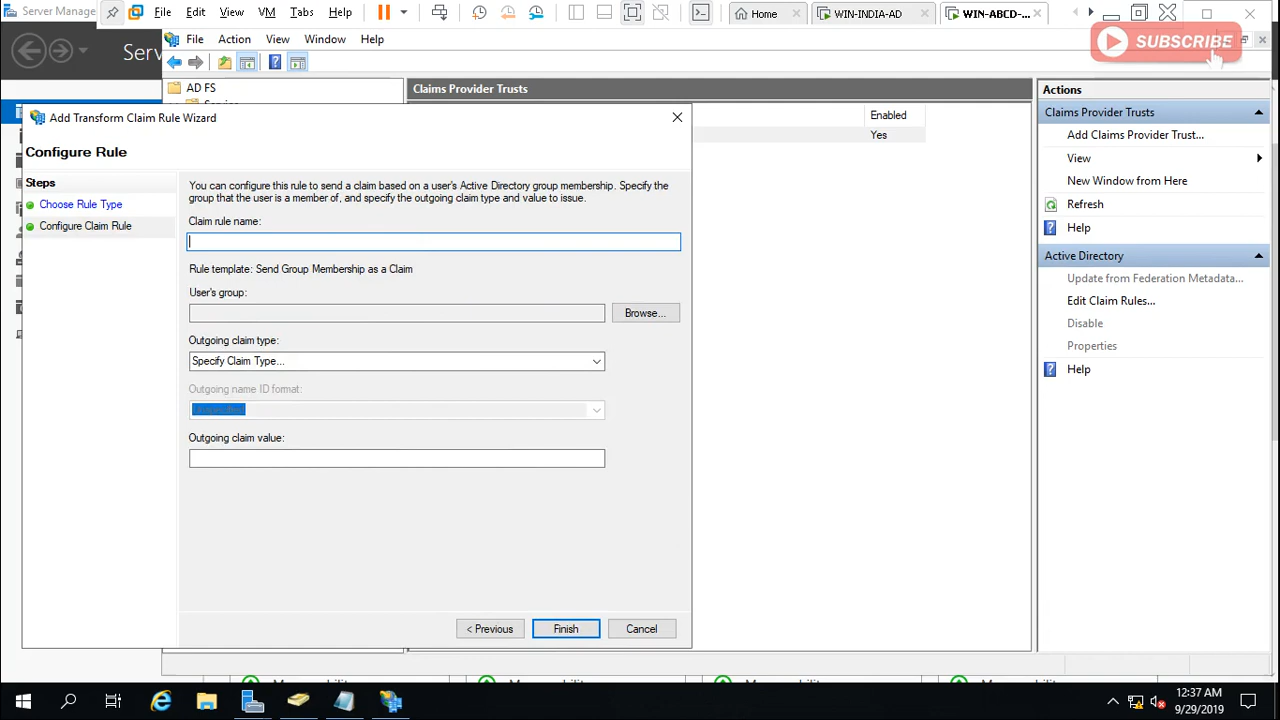 Server Manage
File Edit View VM Tabs Help
Home
WIN-INDIA-AD
WIN-ABCD-...
SUBSCRIBE
Serv
File Action View Window Help
AD FS
Claims Provider Trusts
Enabled
Yes
Add Transform Claim Rule Wizard
Configure Rule
Steps
Choose Rule Type
Configure Claim Rule
You can configure this rule to send a claim based on a user's Active Directory group membership. Specify the
group that the user is a member of, and specify the outgoing claim type and value to issue.
Claim rule name:
Rule template: Send Group Membership as a Claim
User's group:
Browse...
Outgoing claim type:
Specify Claim Type...
Outgoing name ID format:
Outgoing claim value:
< Previous
Finish
Cancel
Actions
Claims Provider Trusts
Add Claims Provider Trust...
View
New Window from Here
Refresh
Help
Active Directory
Update from Federation Metadata...
Edit Claim Rules...
Disable
Properties
Help
12:37 AM
9/29/2019